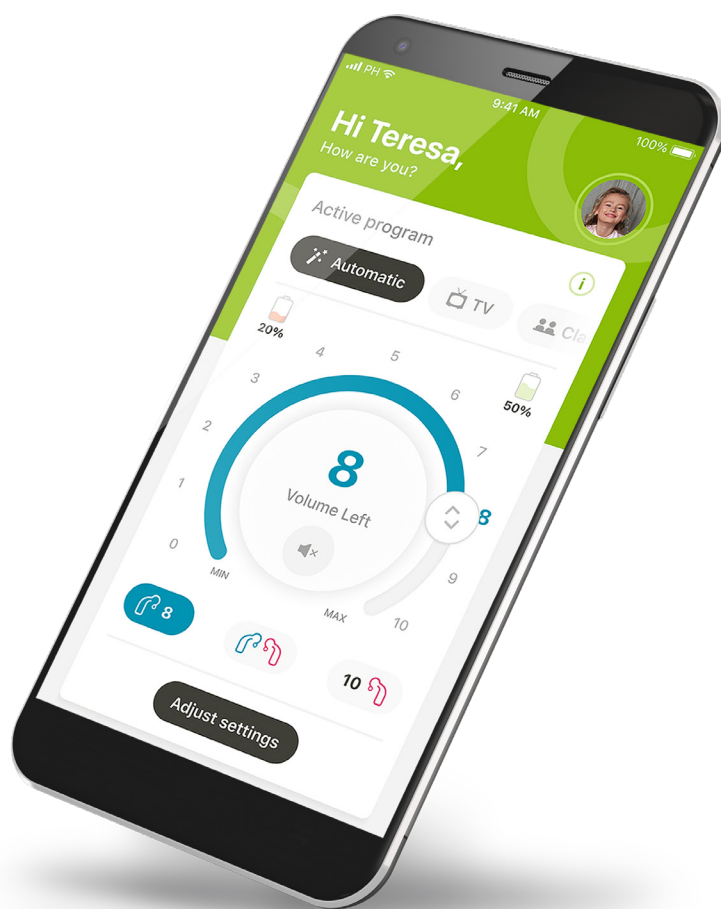 PH
9:41 AM
100%
Hi Teresa,
How are you?
Active program
i
Automatic
TV
Cla
20%
50%
0
1
2
3
4
5
6
7
8
9
10
8
Volume Left
MIN
MAX
8
10
Adjust settings